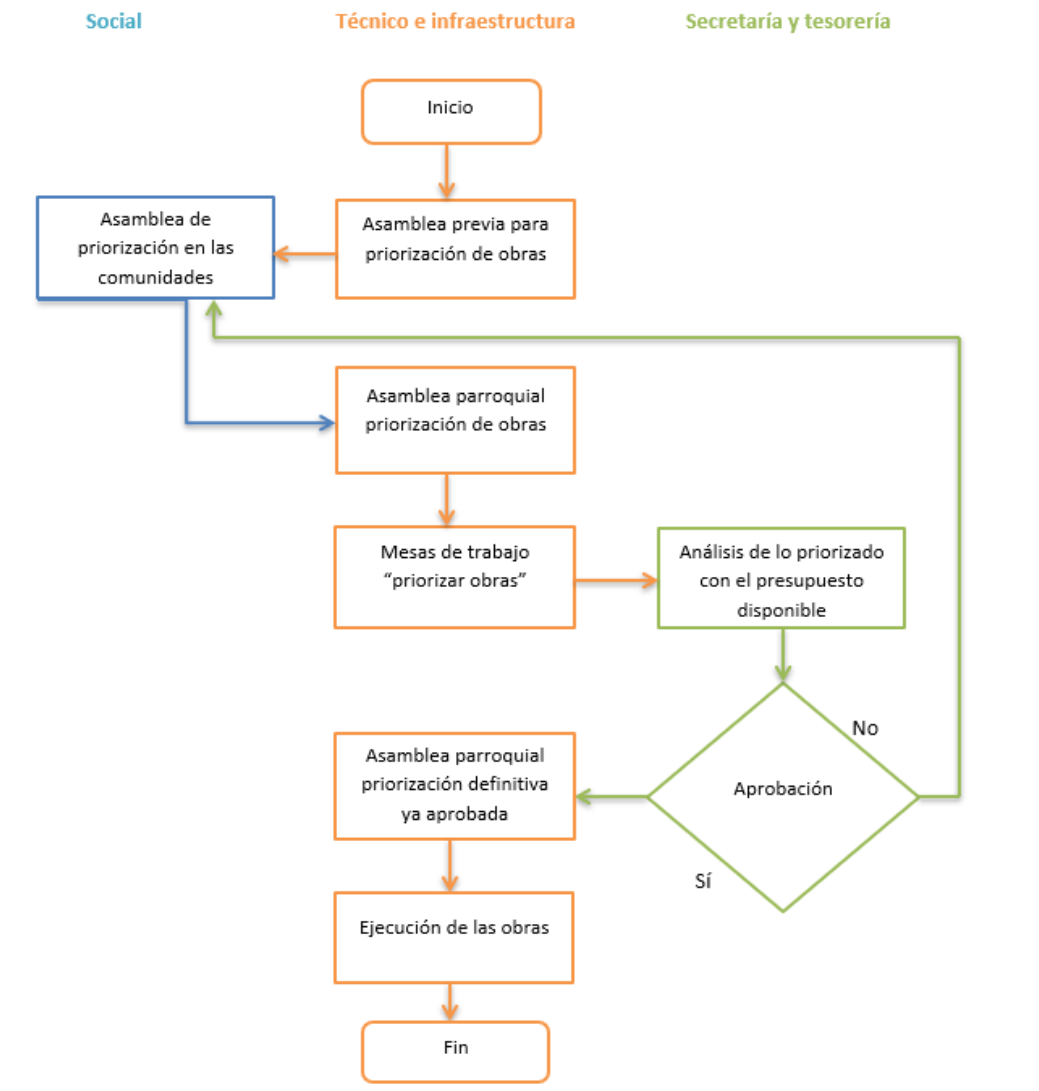 Social
Técnico e infraestructura
Secretaría y tesorería
Inicio
Asamblea de
priorización en las
comunidades
Asamblea previa para
priorización de obras
Asamblea parroquial
priorización de obras
Mesas de trabajo
“priorizar obras”
Análisis de lo priorizado
con el presupuesto
disponible
No
Aprobación
Sí
Asamblea parroquial
priorización definitiva
ya aprobada
Ejecución de las obras
Fin